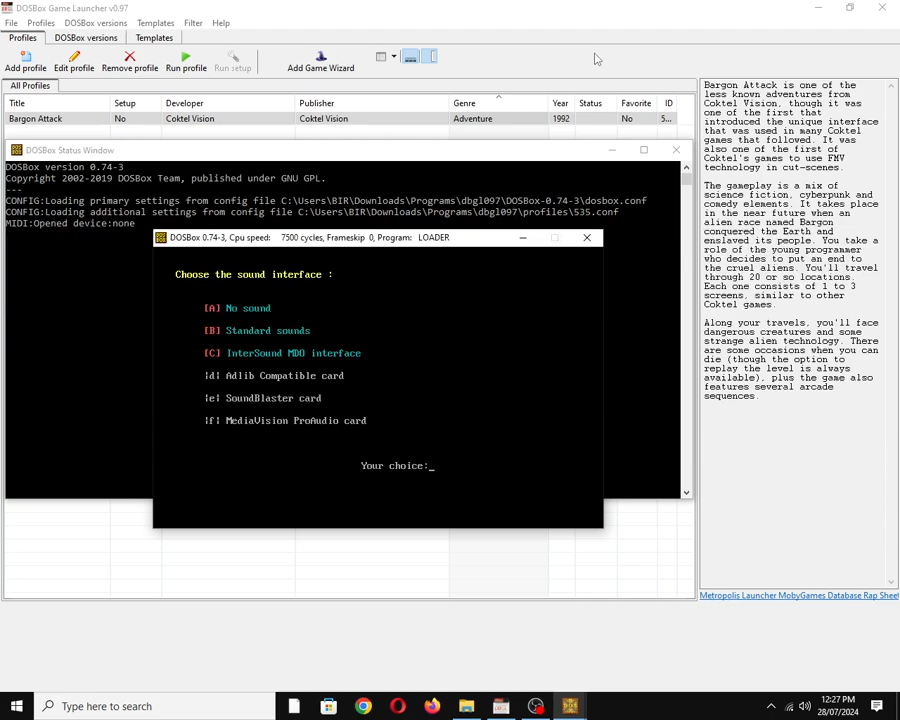 DOSBox Game Launcher v0.97
File Profiles DOSBox versions Templates Filter Help
Profiles DOSBox versions Templates
Add profile Edit profile Remove profile Run profile Run setup Add Game Wizard
All Profiles
Title Setup Developer Publisher Genre Year Status Favorite ID
Bargon Attack No Coktel Vision Coktel Vision Adventure 1992 No 5...
DOSBox Status Window
DOSBox version 0.74-3
Copyright 2002-2019 DOSBox Team, published under GNU GPL.
---
CONFIG:Loading primary settings from config file C:\Users\BIR\Downloads\Programs\dbgl097\DOSBox-0.74-3\dosbox.conf
CONFIG:Loading additional settings from config file C:\Users\BIR\Downloads\Programs\dbgl097\profiles\535.conf
MIDI:Opened device:none
DOSBox 0.74-3, Cpu speed: 7500 cycles, Frameskip 0, Program: LOADER
Choose the sound interface :
[A] No sound
[B] Standard sounds
[C] InterSound MDO interface
|d| Adlib Compatible card
|e| SoundBlaster card
|f| MediaVision ProAudio card
Your choice:_
Bargon Attack is one of the
less known adventures from
Coktel Vision, though it was
one of the first that
introduced the unique interface
that was used in many Coktel
games that followed. It was
also one of the first of
Coktel's games to use FMV
technology in cut-scenes.
The gameplay is a mix of
science fiction, cyberpunk and
comedy elements. It takes place
in the near future when an
alien race named Bargon
conquered the Earth and
enslaved its people. You take a
role of the young programmer
who decides to put an end to
the cruel aliens. You'll travel
through 20 or so locations.
Each one consists of 1 to 3
screens, similar to other
Coktel games.
Along your travels, you'll face
dangerous creatures and some
strange alien technology. There
are some occasions when you can
die (though the option to
replay the level is always
available), plus the game also
features several arcade
sequences.
Metropolis Launcher MobyGames Database Rap Sheet
Type here to search
12:27 PM
28/07/2024